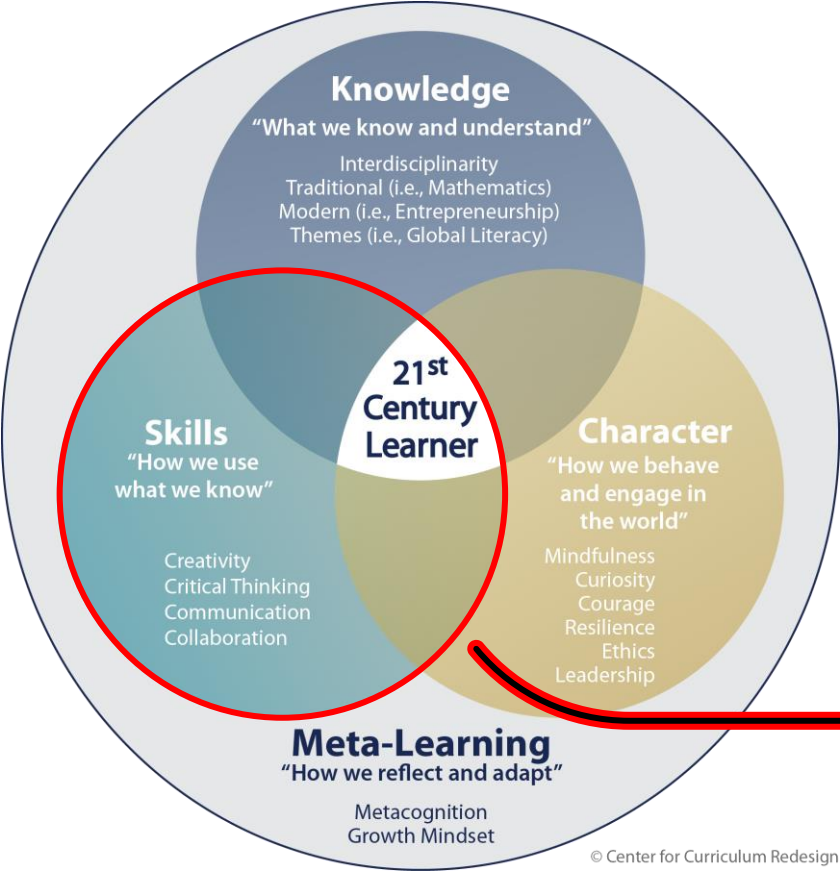 Knowledge
“What we know and understand”
Interdisciplinarity
Traditional (i.e., Mathematics)
Modern (i.e., Entrepreneurship)
Themes (i.e., Global Literacy)
21st
Century
Learner
Skills
“How we use
what we know”
Creativity
Critical Thinking
Communication
Collaboration
Character
“How we behave
and engage in
the world”
Mindfulness
Curiosity
Courage
Resilience
Ethics
Leadership
Meta-Learning
“How we reflect and adapt”
Metacognition
Growth Mindset
© Center for Curriculum Redesign